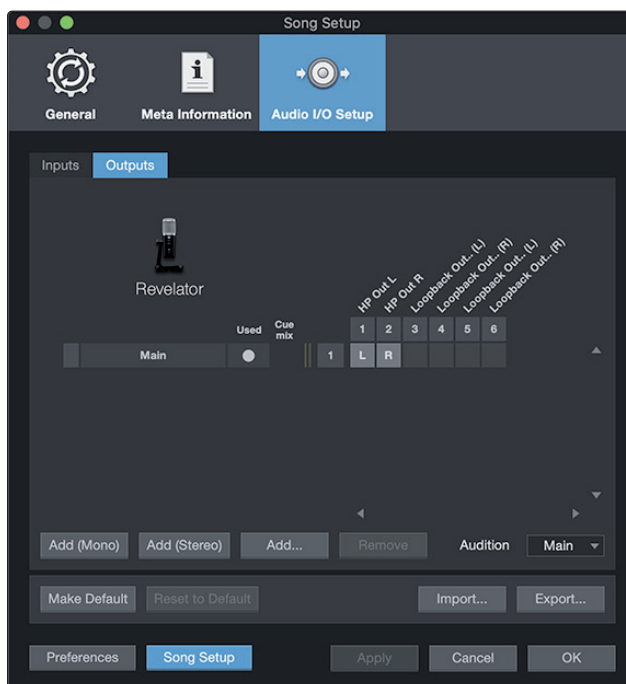 Song Setup
General
Meta Information
Audio I/O Setup
Inputs
Outputs
Revelator
HP Out L
HP Out R
Loopback Out.. (L)
Loopback Out.. (R)
Loopback Out.. (L)
Loopback Out.. (R)
Used
Cue mix
1 2 3 4 5 6
Main
1 L R
Add (Mono)
Add (Stereo)
Add...
Remove
Audition
Main
Make Default
Reset to Default
Import...
Export...
Preferences
Song Setup
Apply
Cancel
OK